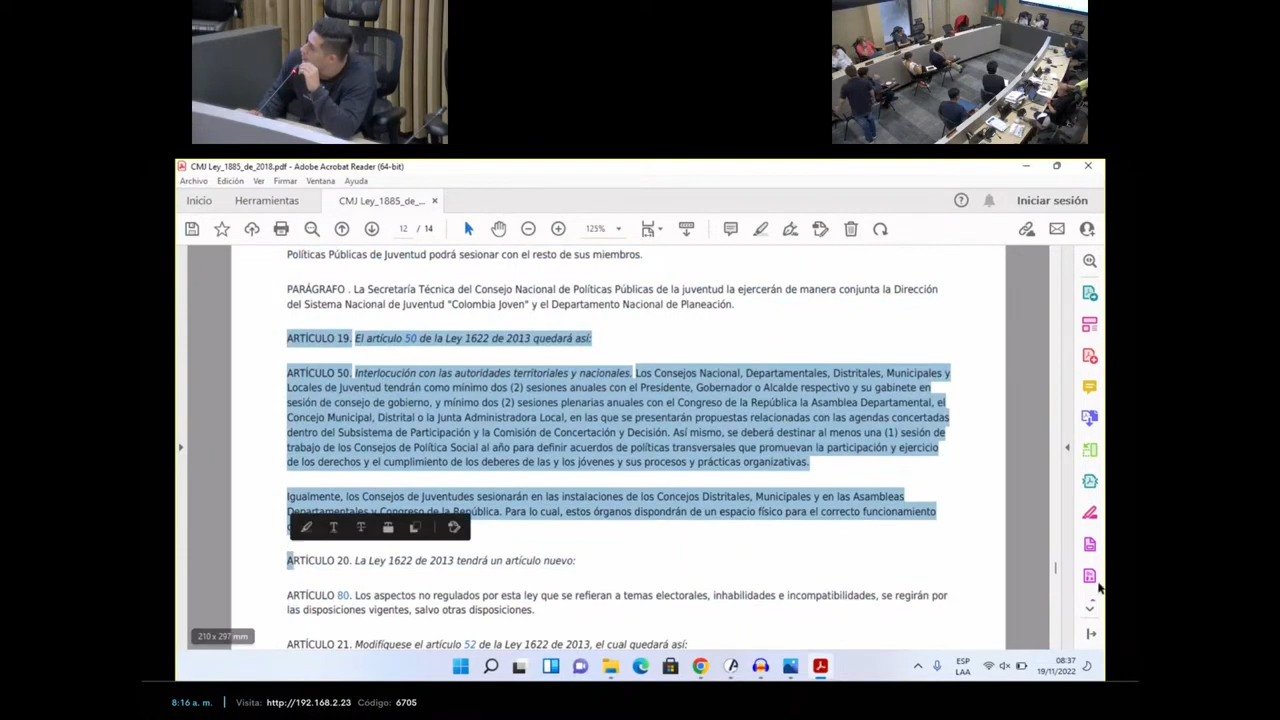 CMJ Ley_1885_de_2018.pdf - Adobe Acrobat Reader (64-bit)
Archivo Edición Ver Firmar Ventana Ayuda
Inicio Herramientas CMJ Ley_1885_de_... × Iniciar sesión
12 / 14 125%
Políticas Públicas de Juventud podrá sesionar con el resto de sus miembros.
PARÁGRAFO . La Secretaría Técnica del Consejo Nacional de Políticas Públicas de la juventud la ejercerán de manera conjunta la Dirección
del Sistema Nacional de Juventud "Colombia Joven" y el Departamento Nacional de Planeación.
ARTÍCULO 19. El artículo 50 de la Ley 1622 de 2013 quedará así:
ARTÍCULO 50. Interlocución con las autoridades territoriales y nacionales. Los Consejos Nacional, Departamentales, Distritales, Municipales y
Locales de Juventud tendrán como mínimo dos (2) sesiones anuales con el Presidente, Gobernador o Alcalde respectivo y su gabinete en
sesión de consejo de gobierno, y mínimo dos (2) sesiones plenarias anuales con el Congreso de la República la Asamblea Departamental, el
Concejo Municipal, Distrital o la Junta Administradora Local, en las que se presentarán propuestas relacionadas con las agendas concertadas
dentro del Subsistema de Participación y la Comisión de Concertación y Decisión. Así mismo, se deberá destinar al menos una (1) sesión de
trabajo de los Consejos de Política Social al año para definir acuerdos de políticas transversales que promuevan la participación y ejercicio
de los derechos y el cumplimiento de los deberes de las y los jóvenes y sus procesos y prácticas organizativas.
Igualmente, los Consejos de Juventudes sesionarán en las instalaciones de los Concejos Distritales, Municipales y en las Asambleas
Departamentales y Congreso de la República. Para lo cual, estos órganos dispondrán de un espacio físico para el correcto funcionamiento
ARTÍCULO 20. La Ley 1622 de 2013 tendrá un artículo nuevo:
ARTÍCULO 80. Los aspectos no regulados por esta ley que se refieran a temas electorales, inhabilidades e incompatibilidades, se regirán por
las disposiciones vigentes, salvo otras disposiciones.
210 x 297 mm
ARTÍCULO 21. Modifíquese el artículo 52 de la Ley 1622 de 2013, el cual quedará así:
ESP
LAA
08:37
19/11/2022
8:16 a. m. | Visita: http://192.168.2.23 Código: 6705